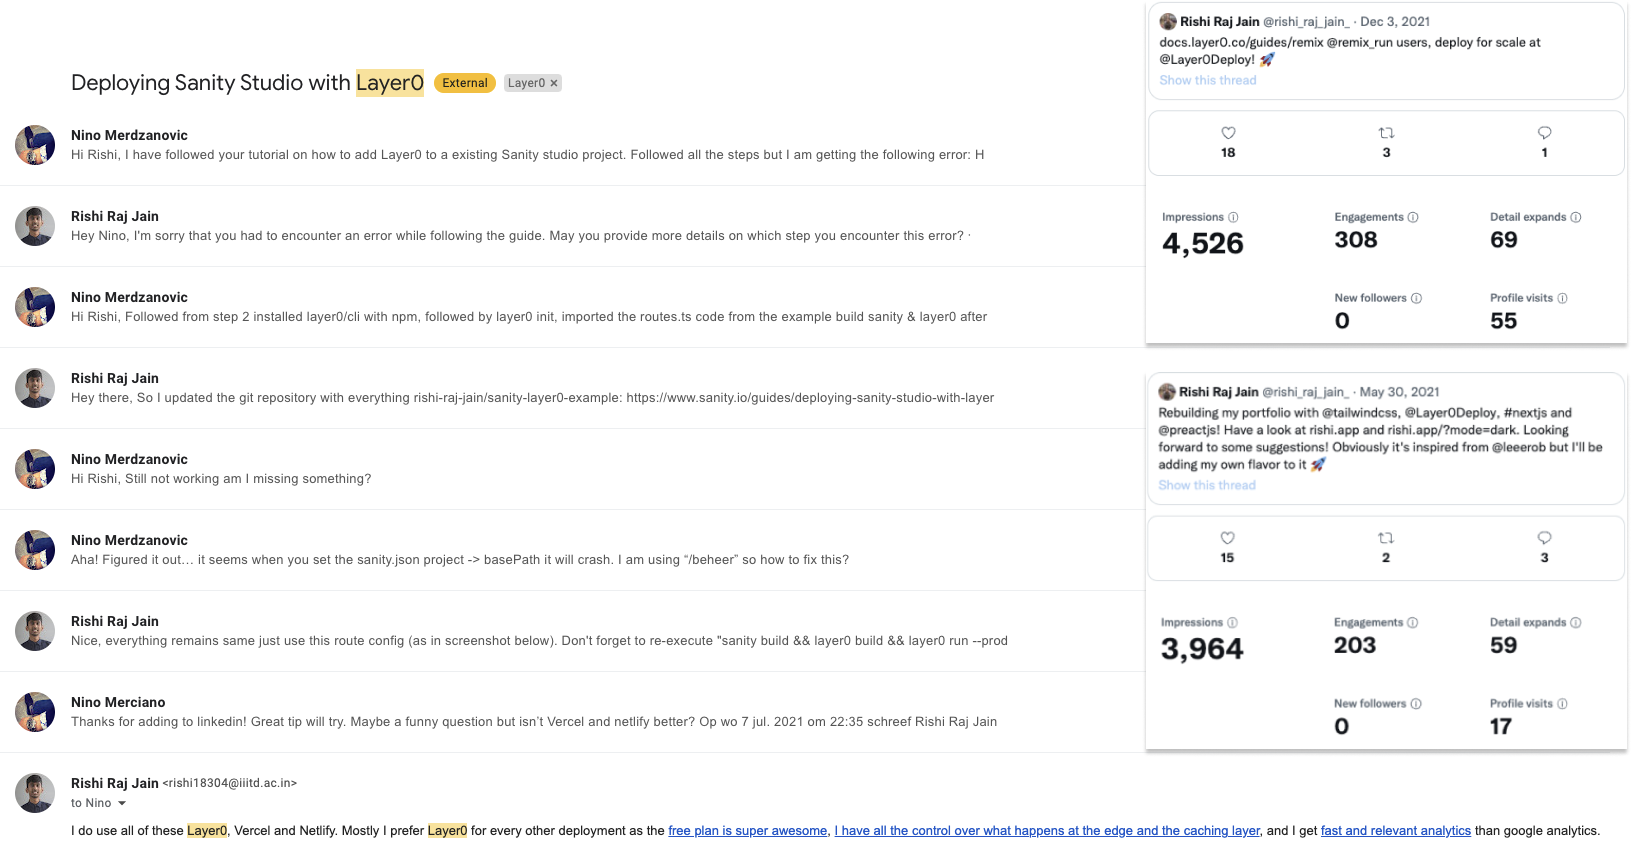 Deploying Sanity Studio with Layer0 External Layer0 ×
Nino Merdzanovic
Hi Rishi, I have followed your tutorial on how to add Layer0 to a existing Sanity studio project. Followed all the steps but I am getting the following error: H
Rishi Raj Jain
Hey Nino, I'm sorry that you had to encounter an error while following the guide. May you provide more details on which step you encounter this error? ·
Nino Merdzanovic
Hi Rishi, Followed from step 2 installed layer0/cli with npm, followed by layer0 init, imported the routes.ts code from the example build sanity & layer0 after
Rishi Raj Jain
Hey there, So I updated the git repository with everything rishi-raj-jain/sanity-layer0-example: https://www.sanity.io/guides/deploying-sanity-studio-with-layer
Nino Merdzanovic
Hi Rishi, Still not working am I missing something?
Nino Merdzanovic
Aha! Figured it out… it seems when you set the sanity.json project -> basePath it will crash. I am using “/beheer” so how to fix this?
Rishi Raj Jain
Nice, everything remains same just use this route config (as in screenshot below). Don't forget to re-execute "sanity build && layer0 build && layer0 run --prod
Nino Merciano
Thanks for adding to linkedin! Great tip will try. Maybe a funny question but isn’t Vercel and netlify better? Op wo 7 jul. 2021 om 22:35 schreef Rishi Raj Jain
Rishi Raj Jain <rishi18304@iiitd.ac.in>
to Nino
I do use all of these Layer0, Vercel and Netlify. Mostly I prefer Layer0 for every other deployment as the free plan is super awesome, I have all the control over what happens at the edge and the caching layer, and I get fast and relevant analytics than google analytics.
Rishi Raj Jain @rishi_raj_jain_ · Dec 3, 2021
docs.layer0.co/guides/remix @remix_run users, deploy for scale at
@Layer0Deploy! 🚀
Show this thread
18 3 1
Impressions Engagements Detail expands
4,526 308 69
New followers Profile visits
0 55
Rishi Raj Jain @rishi_raj_jain_ · May 30, 2021
Rebuilding my portfolio with @tailwindcss, @Layer0Deploy, #nextjs and
@preactjs! Have a look at rishi.app and rishi.app/?mode=dark. Looking
forward to some suggestions! Obviously it's inspired from @leeerob but I'll be
adding my own flavor to it 🚀
Show this thread
15 2 3
Impressions Engagements Detail expands
3,964 203 59
New followers Profile visits
0 17